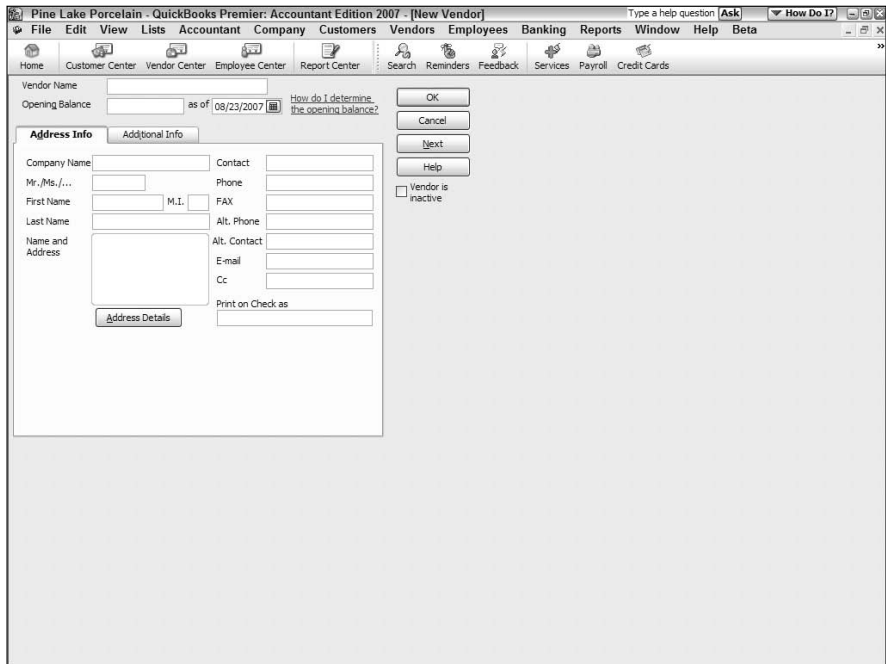 Pine Lake Porcelain - QuickBooks Premier: Accountant Edition 2007 - [New Vendor] Type a help question Ask How Do I?
File Edit View Lists Accountant Company Customers Vendors Employees Banking Reports Window Help Beta
Home Customer Center Vendor Center Employee Center Report Center Search Reminders Feedback Services Payroll Credit Cards
Vendor Name
Opening Balance as of 08/23/2007 How do I determine the opening balance?
OK
Cancel
Next
Help
Vendor is inactive
Address Info Additional Info
Company Name Contact
Mr./Ms./... Phone
First Name M.I. FAX
Last Name Alt. Phone
Name and Address Alt. Contact
E-mail
Cc
Print on Check as
Address Details